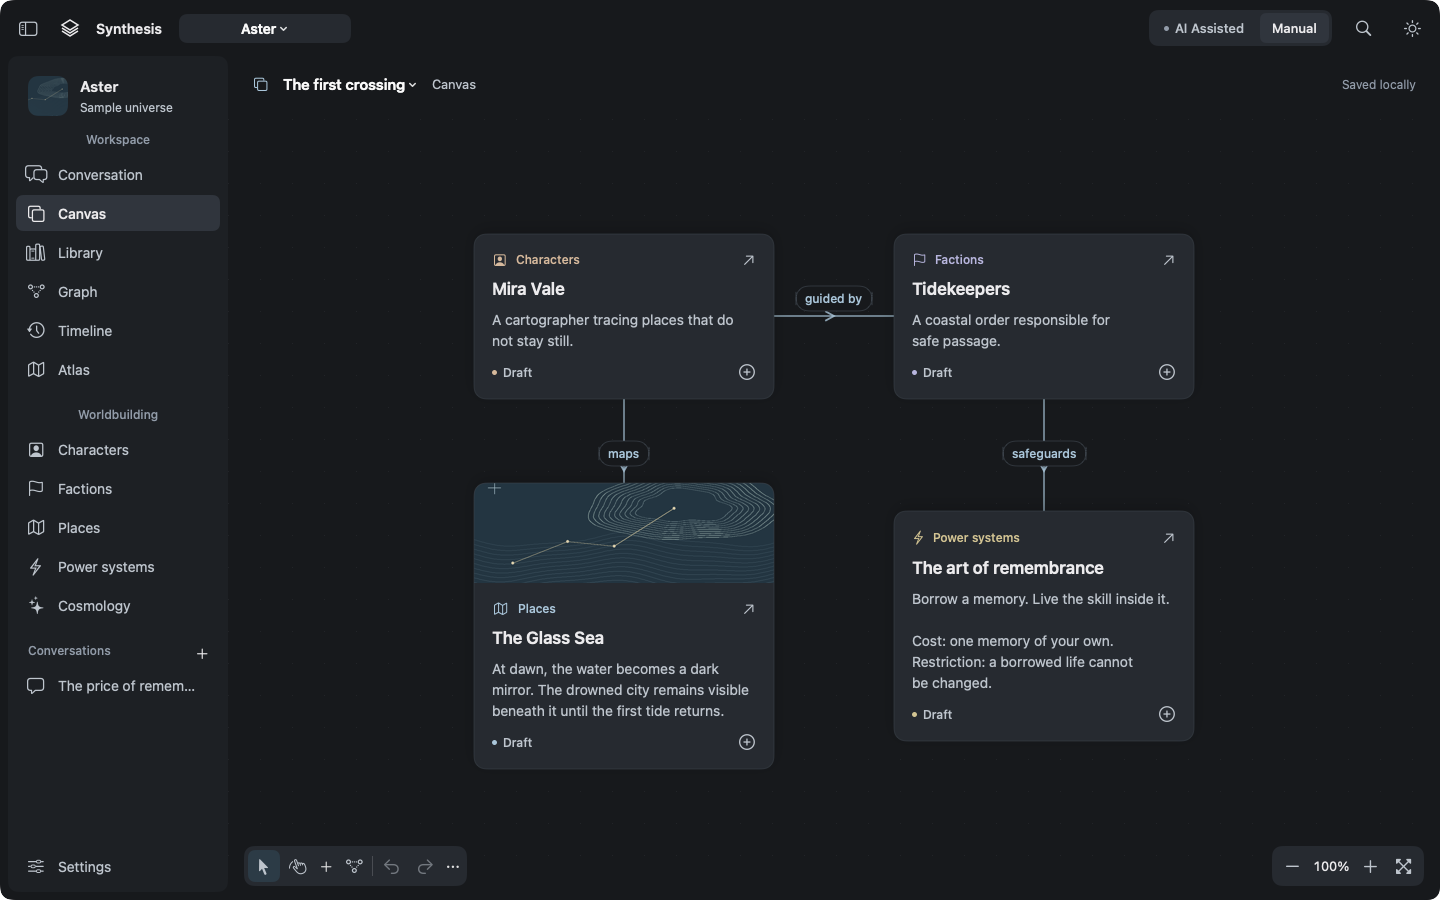 Synthesis
Aster
AI Assisted
Manual
Aster
Sample universe
Workspace
Conversation
Canvas
Library
Graph
Timeline
Atlas
Worldbuilding
Characters
Factions
Places
Power systems
Cosmology
Conversations
The price of remem...
Settings
The first crossing
Canvas
Saved locally
Characters
Mira Vale
A cartographer tracing places that do
not stay still.
Draft
guided by
Factions
Tidekeepers
A coastal order responsible for
safe passage.
Draft
maps
safeguards
Places
The Glass Sea
At dawn, the water becomes a dark
mirror. The drowned city remains visible
beneath it until the first tide returns.
Draft
Power systems
The art of remembrance
Borrow a memory. Live the skill inside it.
Cost: one memory of your own.
Restriction: a borrowed life cannot
be changed.
Draft
100%